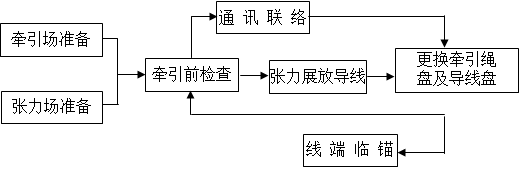 通 讯 联 络
牵引场准备
牵引前检查
张力展放导线
更换牵引绳
盘及导线盘
张力场准备
线 端 临 锚